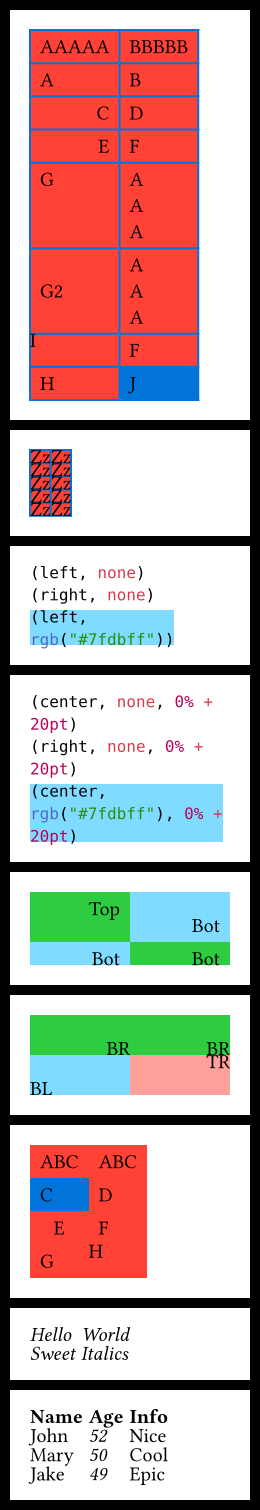 AAAAA BBBBB
A B
C D
E F
G A
A
A
A
G2 A
A
I
F
H J
Zz Zz
Zz Zz
Zz Zz
Zz Zz
Zz Zz
(left, none)
(right, none)
(left,
rgb("#7fdbff"))
(center, none, 0% +
20pt)
(right, none, 0% +
20pt)
(center,
rgb("#7fdbff"), 0% +
20pt)
Top
Bot
Bot Bot
BR BR
TR
BL
ABC ABC
C D
E F
H
G
Hello World
Sweet Italics
Name Age Info
John 52 Nice
Mary 50 Cool
Jake 49 Epic